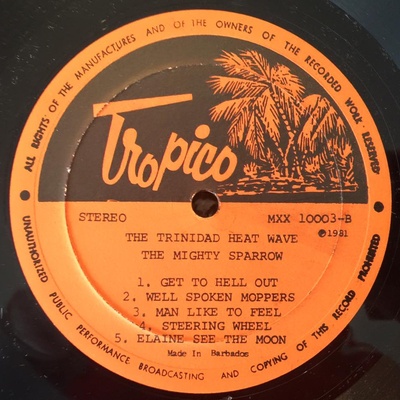 ALL RIGHTS OF THE MANUFACTURES AND OF THE OWNERS OF THE RECORDED WORK RESERVED
Tropico
STEREO
MXX 10003-B
℗1981
THE TRINIDAD HEAT WAVE
THE MIGHTY SPARROW
1. GET TO HELL OUT
2. WELL SPOKEN MOPPERS
3. MAN LIKE TO FEEL
4. STEERING WHEEL
5. ELAINE SEE THE MOON
Made In Barbados
UNAUTHORIZED PUBLIC PERFORMANCE BROADCASTING AND COPYING OF THIS RECORD PROHIBITED